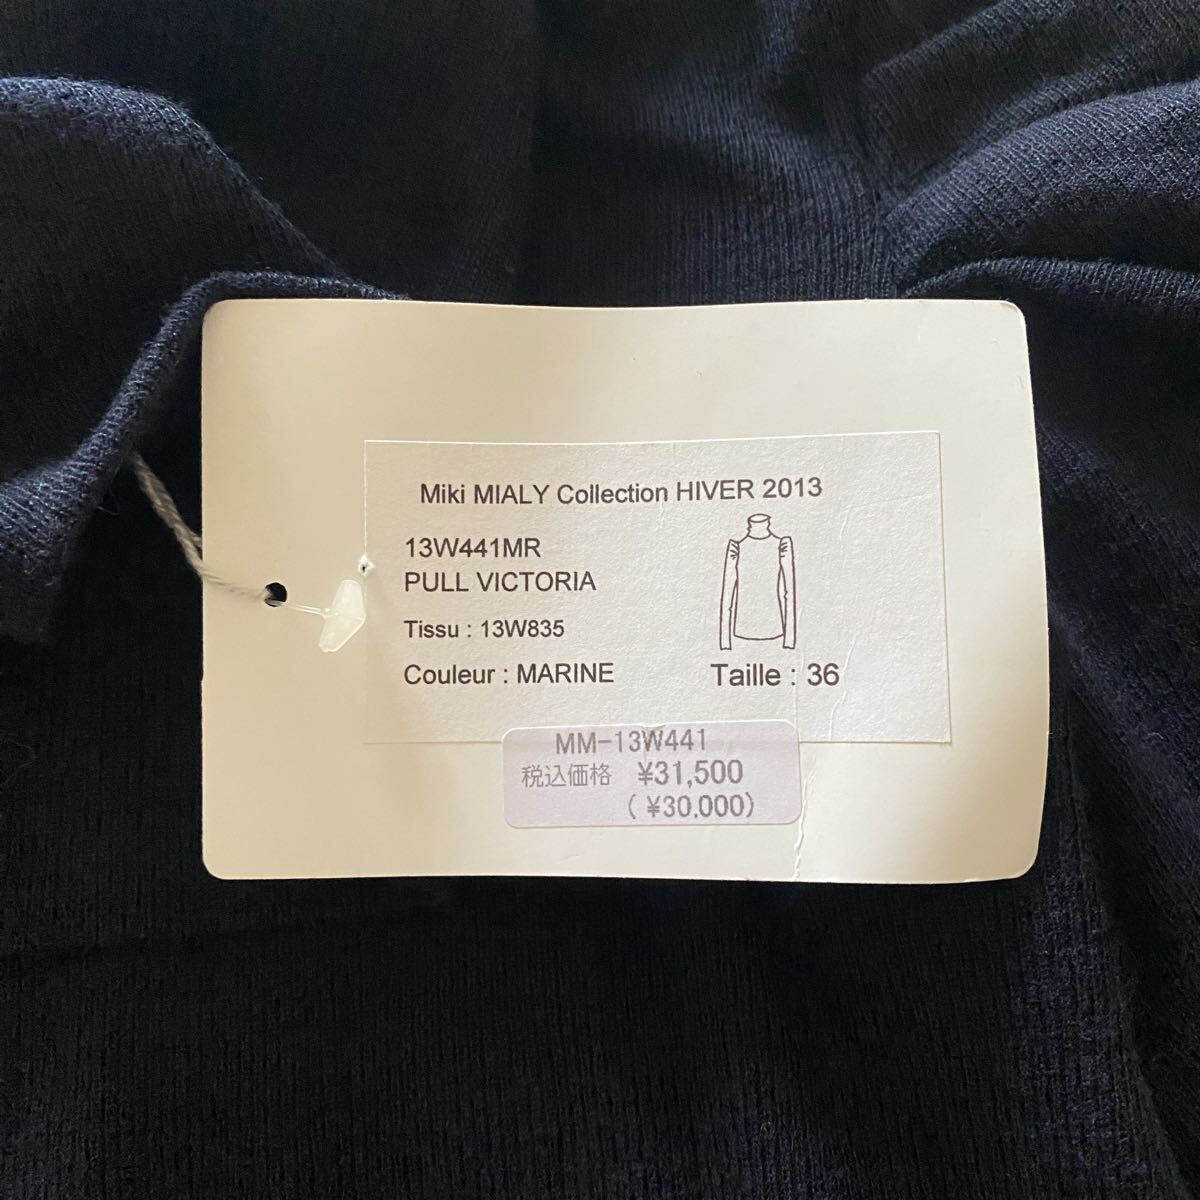 Miki MIALY Collection HIVER 2013
13W441MR
PULL VICTORIA
Tissu : 13W835
Couleur : MARINE
Taille : 36
MM-13W441
税込価格 ¥31,500
(¥30,000)